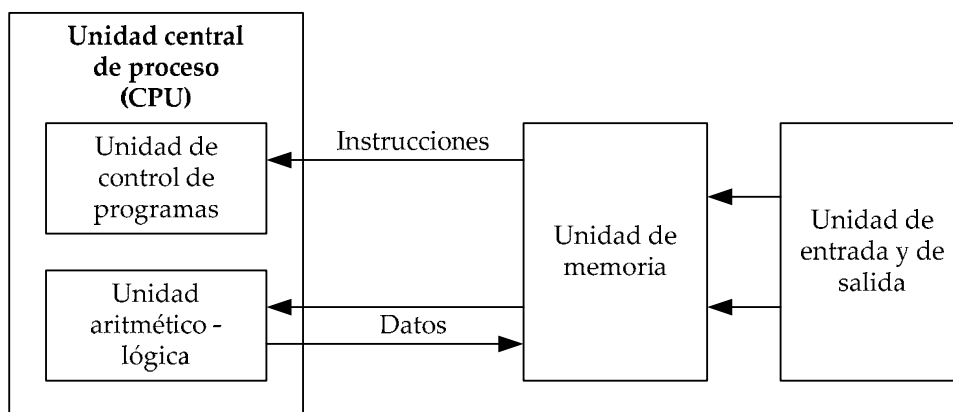 Unidad central
de proceso
(CPU)
Unidad de
control de
programas
Instrucciones
Unidad de
memoria
Unidad de
entrada y de
salida
Unidad
aritmético -
lógica
Datos